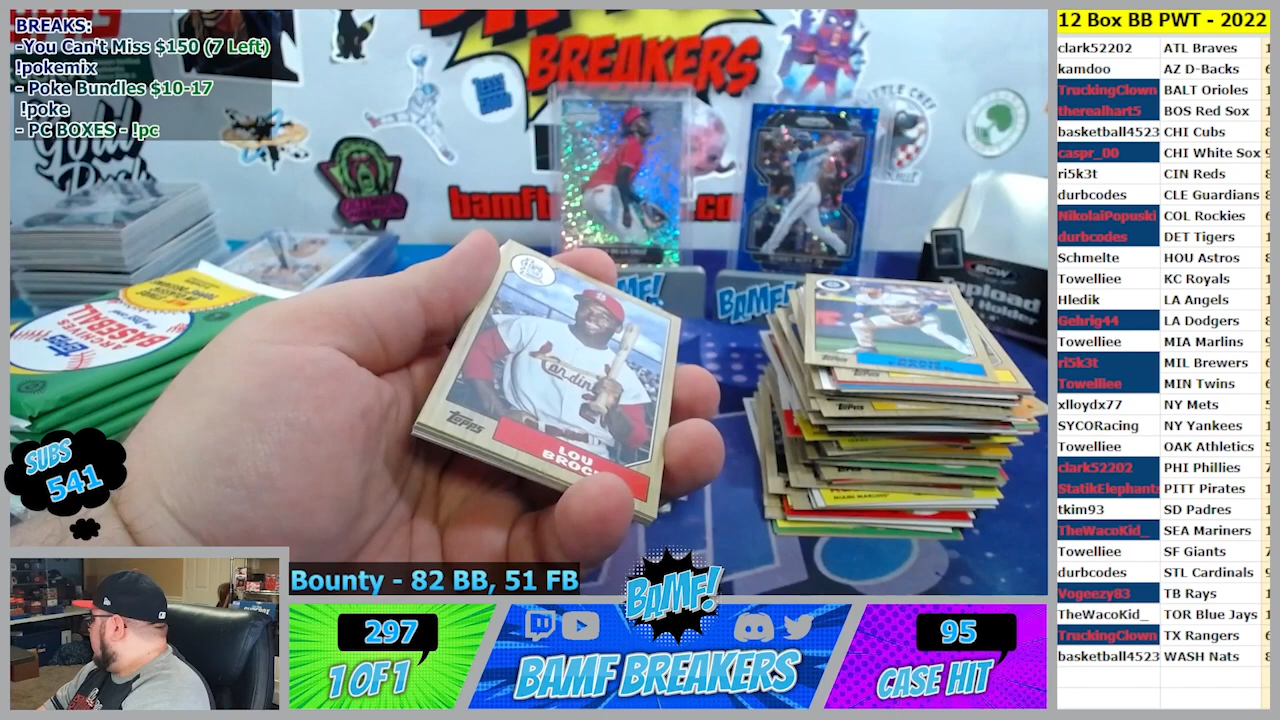 BREAKS:
-You Can't Miss $150 (7 Left)
!pokemix
- Poke Bundles $10-17
!poke
- PC BOXES - !pc
BREAKERS
SUBS
541
topps
BASEBALL
Cardinals
Topps
LOU
BROCK
BAMF!
BCW
Bounty - 82 BB, 51 FB
BAMF!
297
1 OF 1
BAMF BREAKERS
95
CASE HIT
12 Box BB PWT - 2022
clark52202 ATL Braves
kamdoo AZ D-Backs
TruckingClown BALT Orioles
therealhart5 BOS Red Sox
basketball4523 CHI Cubs
caspr_00 CHI White Sox
ri5k3t CIN Reds
durbcodes CLE Guardians
NikolaiPopuski COL Rockies
durbcodes DET Tigers
Schmelte HOU Astros
Towelliee KC Royals
Hledik LA Angels
Gehrig44 LA Dodgers
Towelliee MIA Marlins
ri5k3t MIL Brewers
Towelliee MIN Twins
xlloydx77 NY Mets
SYCORacing NY Yankees
Towelliee OAK Athletics
clark52202 PHI Phillies
StatikElephants PITT Pirates
tkim93 SD Padres
TheWacoKid_ SEA Mariners
Towelliee SF Giants
durbcodes STL Cardinals
Vogeezy83 TB Rays
TheWacoKid_ TOR Blue Jays
TruckingClown TX Rangers
basketball4523 WASH Nats